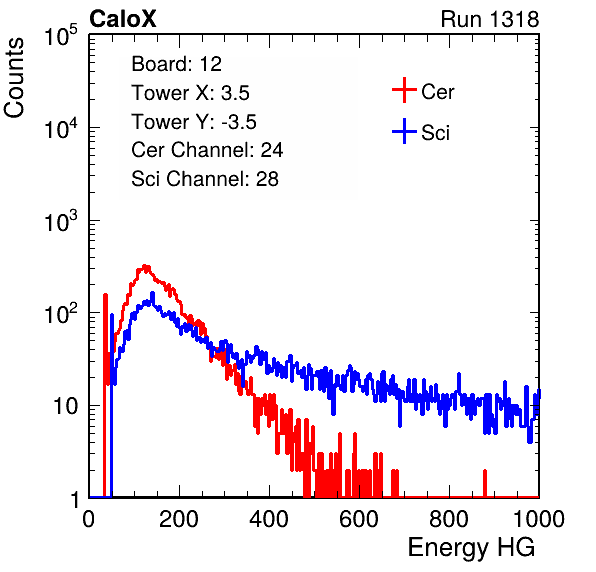 CaloX Run 1318
Counts
Board: 12
Tower X: 3.5
Tower Y: -3.5
Cer Channel: 24
Sci Channel: 28
Cer
Sci
10^5
10^4
10^3
10^2
10
1
0 200 400 600 800 1000
Energy HG